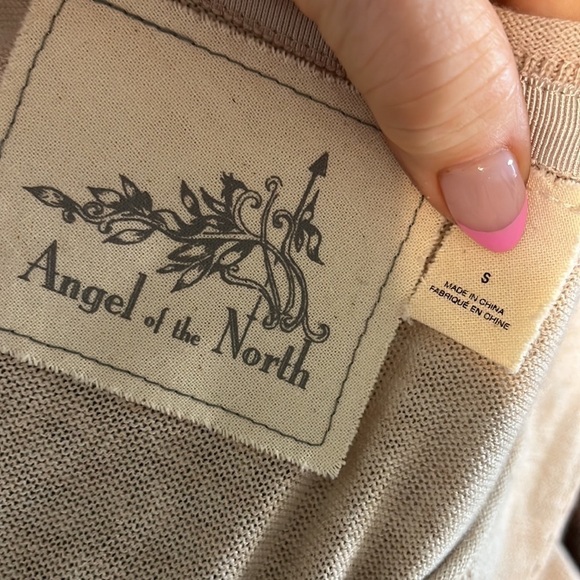 Angel of the North
S
MADE IN CHINA
FABRIQUÉ EN CHINE